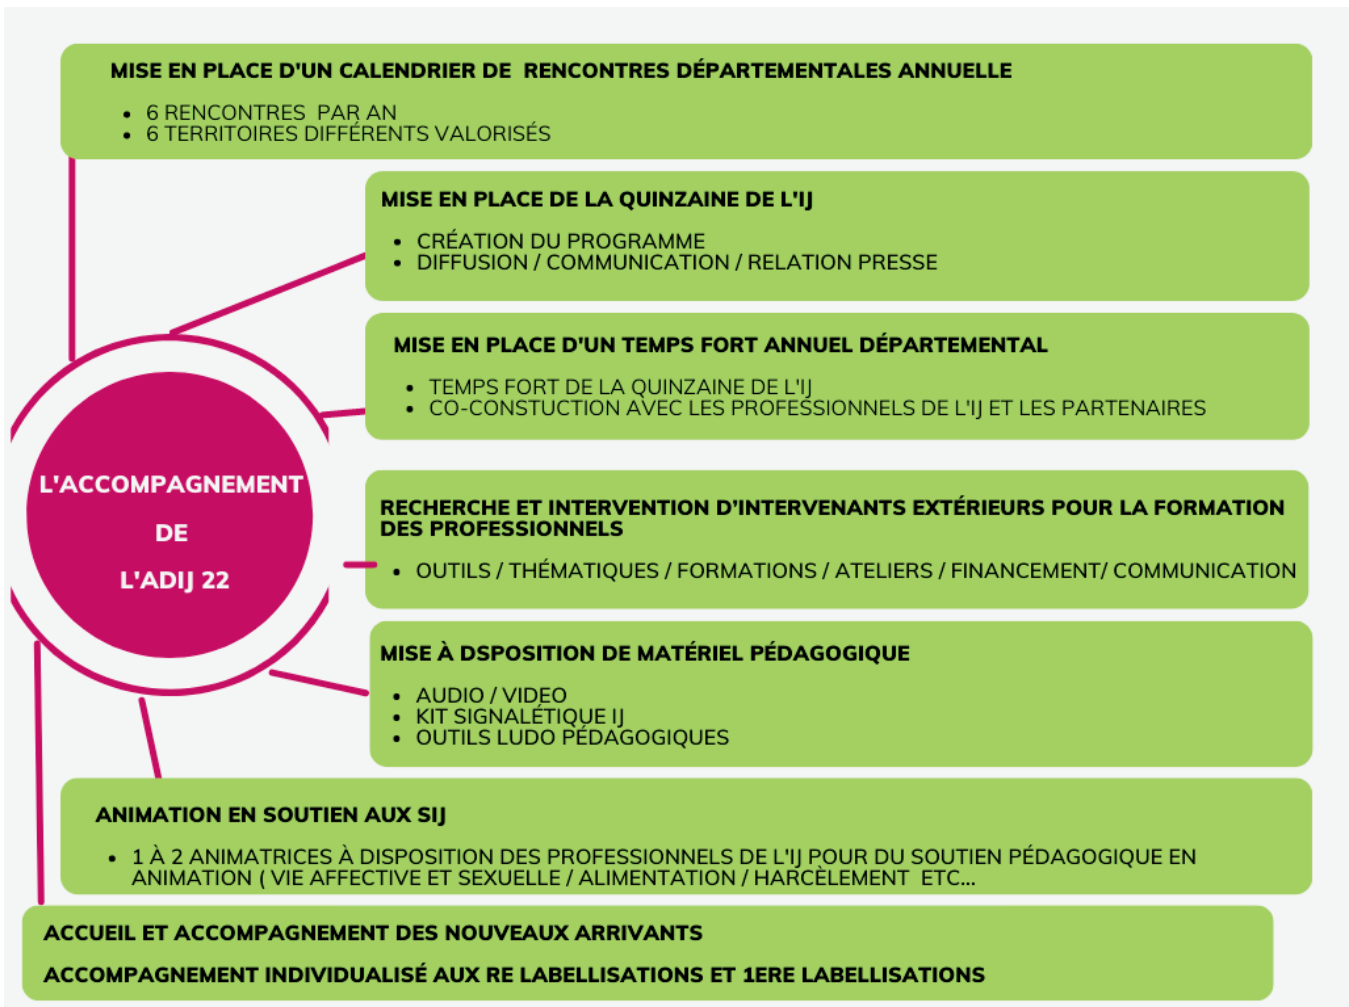 MISE EN PLACE D'UN CALENDRIER DE RENCONTRES DÉPARTEMENTALES ANNUELLE
• 6 RENCONTRES PAR AN
• 6 TERRITOIRES DIFFÉRENTS VALORISÉS
MISE EN PLACE DE LA QUINZAINE DE L'IJ
• CRÉATION DU PROGRAMME
• DIFFUSION / COMMUNICATION / RELATION PRESSE
MISE EN PLACE D'UN TEMPS FORT ANNUEL DÉPARTEMENTAL
• TEMPS FORT DE LA QUINZAINE DE L'IJ
• CO-CONSTUCTION AVEC LES PROFESSIONNELS DE L'IJ ET LES PARTENAIRES
L'ACCOMPAGNEMENT
DE
L'ADIJ 22
RECHERCHE ET INTERVENTION D'INTERVENANTS EXTÉRIEURS POUR LA FORMATION
DES PROFESSIONNELS
• OUTILS / THÉMATIQUES / FORMATIONS / ATELIERS / FINANCEMENT/ COMMUNICATION
MISE À DSPOSITION DE MATÉRIEL PÉDAGOGIQUE
• AUDIO / VIDEO
• KIT SIGNALÉTIQUE IJ
• OUTILS LUDO PÉDAGOGIQUES
ANIMATION EN SOUTIEN AUX SIJ
• 1 À 2 ANIMATRICES À DISPOSITION DES PROFESSIONNELS DE L'IJ POUR DU SOUTIEN PÉDAGOGIQUE EN
ANIMATION ( VIE AFFECTIVE ET SEXUELLE / ALIMENTATION / HARCÈLEMENT ETC...
ACCUEIL ET ACCOMPAGNEMENT DES NOUVEAUX ARRIVANTS
ACCOMPAGNEMENT INDIVIDUALISÉ AUX RE LABELLISATIONS ET 1ERE LABELLISATIONS